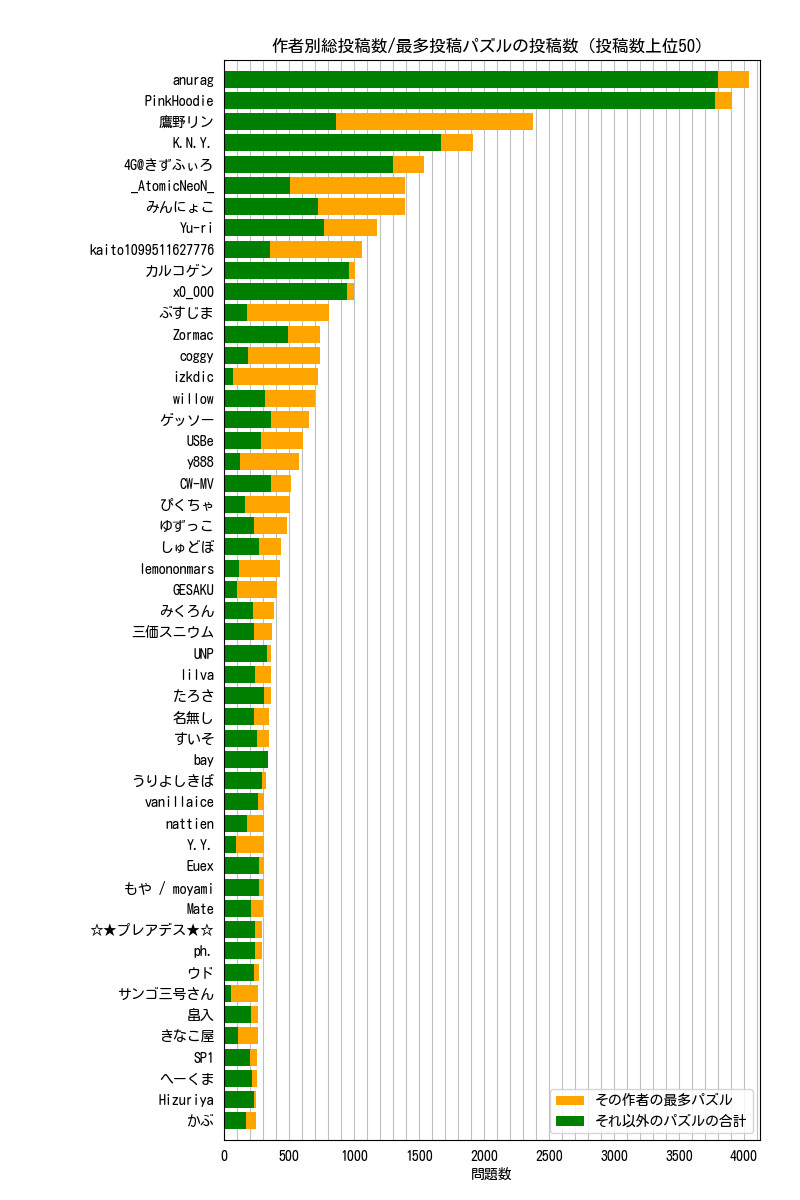 作者別総投稿数/最多投稿パズルの投稿数 (投稿数上位50)
anurag
PinkHoodie
鷹野リン
K.N.Y.
4G@きずふぃろ
_AtomicNeoN_
みんにょこ
Yu-ri
kaito1099511627776
カルコゲン
x0_000
ぶすじま
Zormac
coggy
izkdic
willow
ゲッソー
USBe
y888
CW-MV
ぴくちゃ
ゆずっこ
しゅどぼ
lemononmars
GESAKU
みくろん
三価スニウム
UNP
lilva
たろさ
名無し
すいそ
bay
うりよしきば
vanillaice
nattien
Y.Y.
Euex
もや / moyami
Mate
☆★プレアデス★☆
ph.
ウド
サンゴ三号さん
畠入
きなこ屋
SP1
へーくま
Hizuriya
かぶ
その作者の最多パズル
それ以外のパズルの合計
0 500 1000 1500 2000 2500 3000 3500 4000
問題数